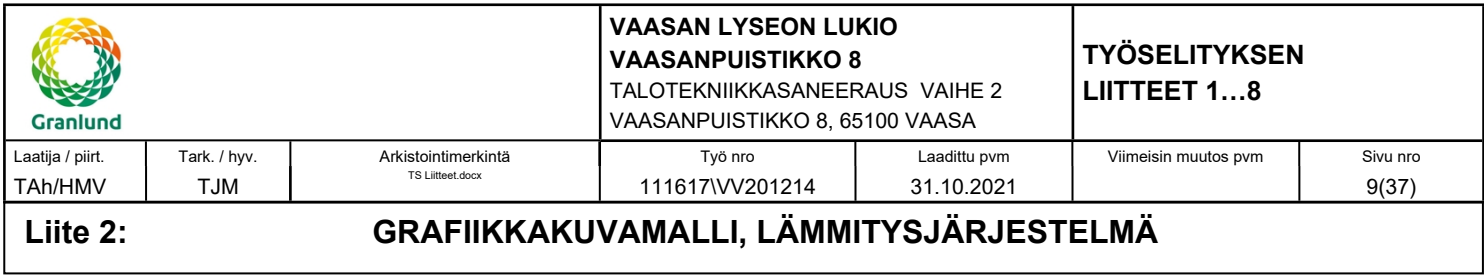 Granlund
VAASAN LYSEON LUKIO
VAASANPUISTIKKO 8
TALOTEKNIIKKASANEERAUS VAIHE 2
VAASANPUISTIKKO 8, 65100 VAASA
TYÖSELITYKSEN
LIITTEET 1…8
Laatija / piirt.
TAh/HMV
Tark. / hyv.
TJM
Arkistointimerkintä
TS Liitteet.docx
Työ nro
111617\VV201214
Laadittu pvm
31.10.2021
Viimeisin muutos pvm
Sivu nro
9(37)
Liite 2: GRAFIIKKAKUVAMALLI, LÄMMITYSJÄRJESTELMÄ